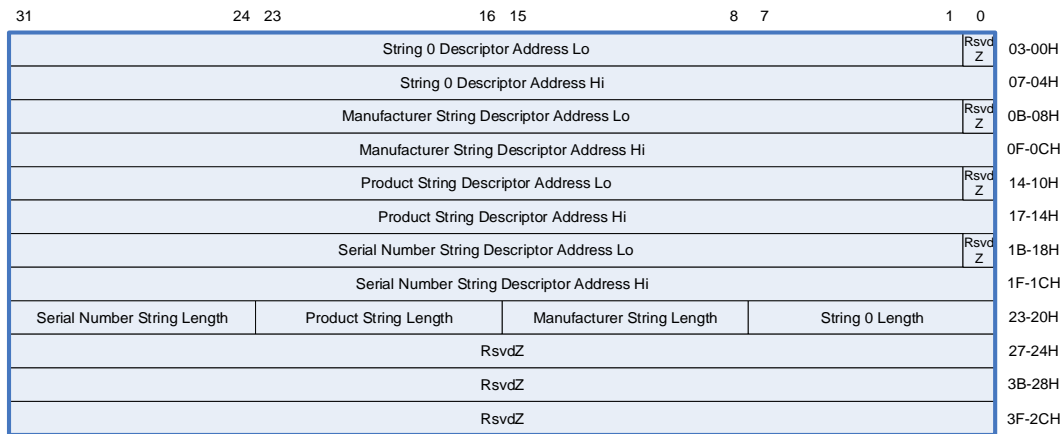 31 24 23 16 15 8 7 1 0
String 0 Descriptor Address Lo Rsvd Z 03-00H
String 0 Descriptor Address Hi 07-04H
Manufacturer String Descriptor Address Lo Rsvd Z 0B-08H
Manufacturer String Descriptor Address Hi 0F-0CH
Product String Descriptor Address Lo Rsvd Z 14-10H
Product String Descriptor Address Hi 17-14H
Serial Number String Descriptor Address Lo Rsvd Z 1B-18H
Serial Number String Descriptor Address Hi 1F-1CH
Serial Number String Length Product String Length Manufacturer String Length String 0 Length 23-20H
RsvdZ 27-24H
RsvdZ 3B-28H
RsvdZ 3F-2CH